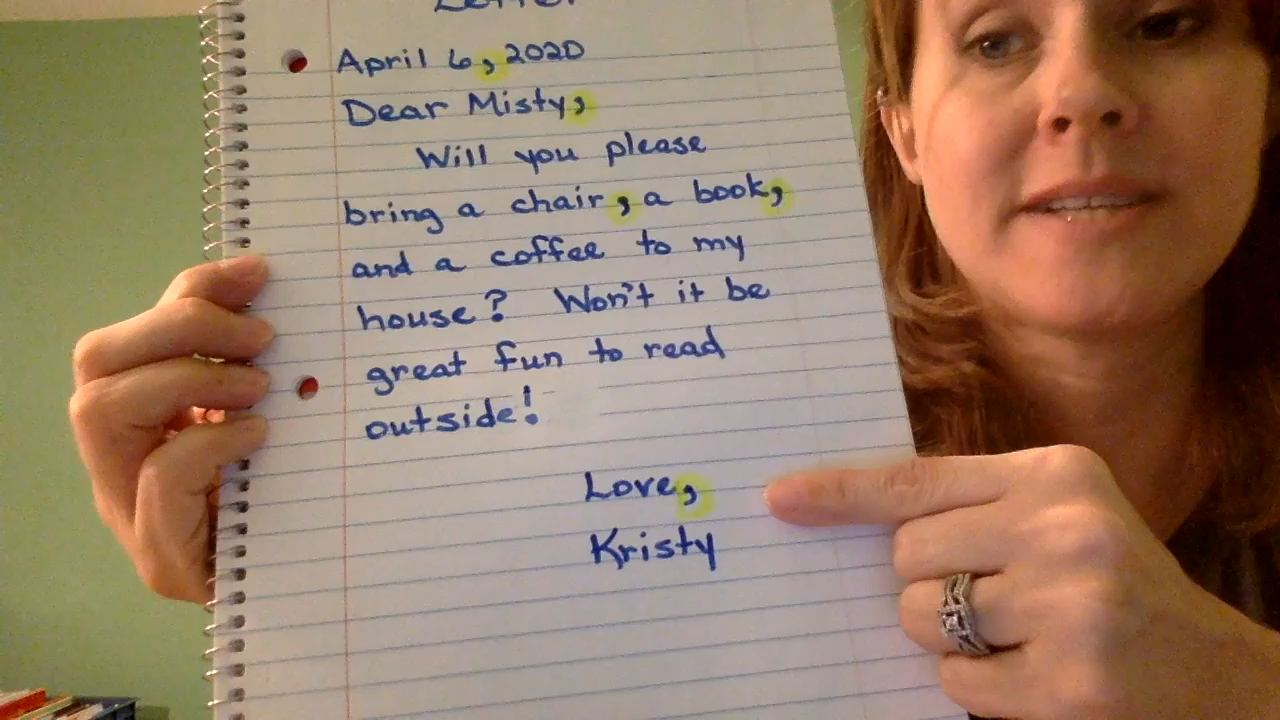 Letter
April 6, 2020
Dear Misty,
Will you please
bring a chair, a book,
and a coffee to my
house? Won't it be
great fun to read
outside!
Love,
Kristy